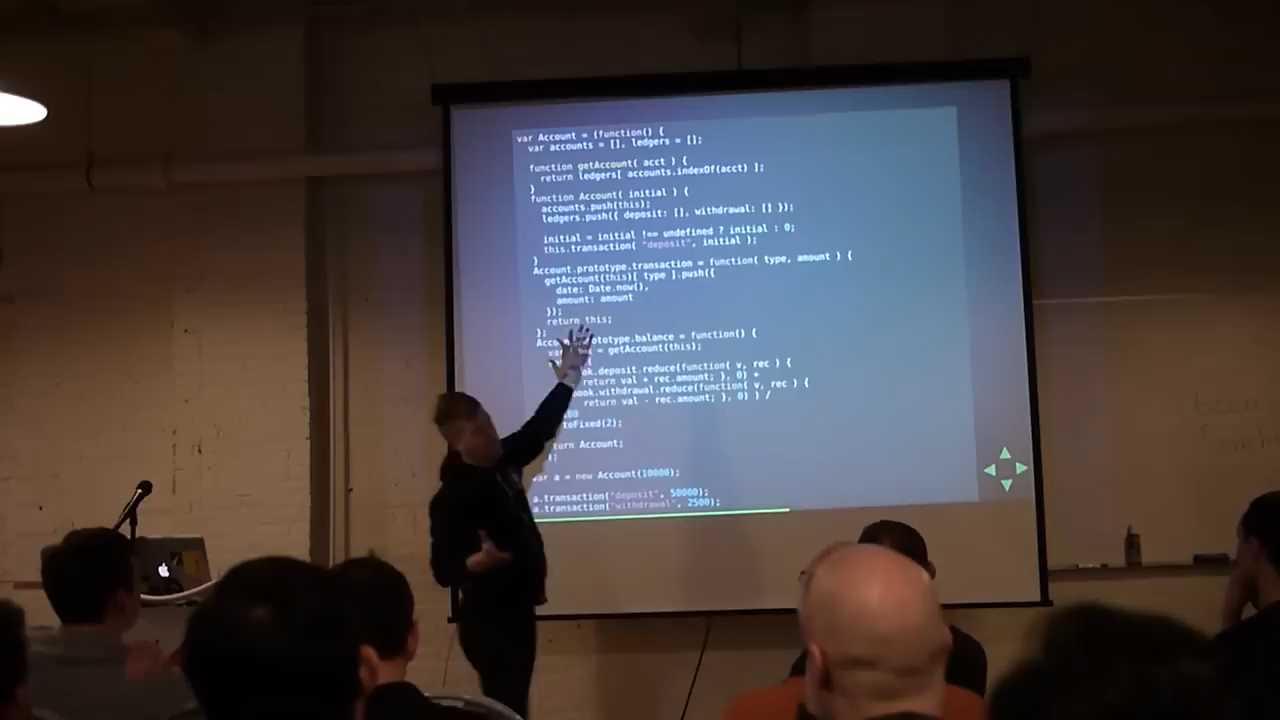 var Account = (function() {
var accounts = [], ledgers = [];
function getAccount( acct ) {
return ledgers[ accounts.indexOf(acct) ];
}
function Account( initial ) {
accounts.push(this);
ledgers.push({ deposit: [], withdrawal: [] });
initial = initial !== undefined ? initial : 0;
this.transaction( "deposit", initial );
}
Account.prototype.transaction = function( type, amount ) {
getAccount(this)[ type ].push({
date: Date.now(),
amount: amount
});
return this;
};
ototype.balance = function() {
= getAccount(this);
ok.deposit.reduce(function( v, rec ) {
return val + rec.amount; }, 0) +
ook.withdrawal.reduce(function( v, rec ) {
return val - rec.amount; }, 0) ) /
toFixed(2);
turn Account;
var a = new Account(10000);
a.transaction("deposit", 50000);
a.transaction("withdrawal", 2500);